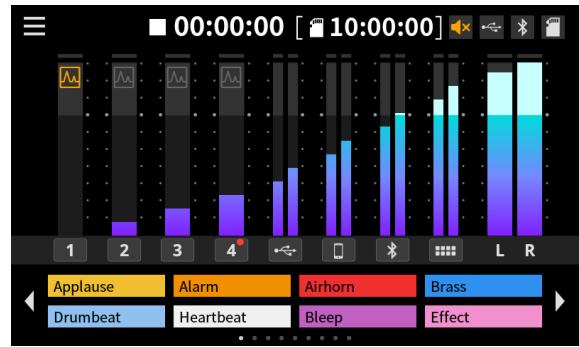 00:00:00 [ 10:00:00]
1 2 3 4 L R
Applause Alarm Airhorn Brass
Drumbeat Heartbeat Bleep Effect